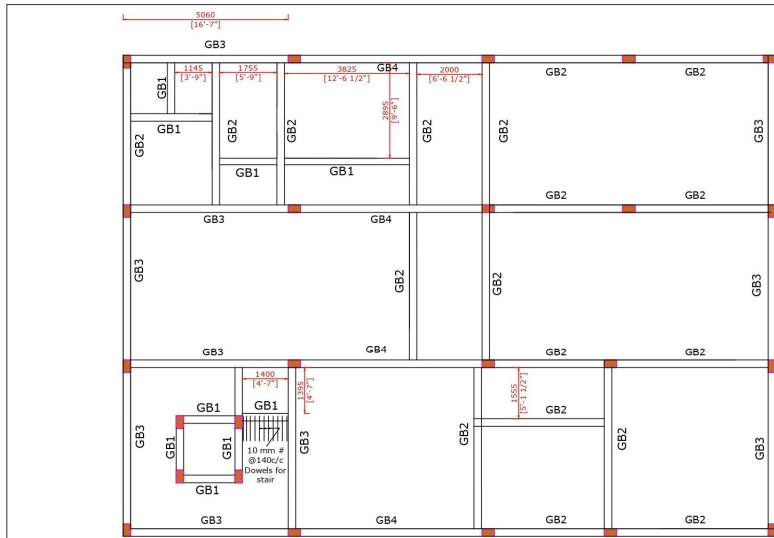 5060
[16'-7"]
GB3
1145
[3'-9"]
1755
[5'-9"]
3825
[12'-6 1/2"]
GB4
2000
[6'-6 1/2"]
GB2
GB2
GB1
2895
[9'-6"]
GB1
GB2
GB2
GB2
GB2
GB2
GB3
GB1
GB1
GB2
GB2
GB3
GB4
GB3
GB2
GB2
GB3
GB3
GB4
GB2
GB2
1400
[4'-7"]
1395
[4'-7"]
1555
[5'-1 1/2"]
GB1
GB1
GB2
GB3
GB1
GB1
GB3
GB2
GB2
10 mm #
@140c/c
Dowels for
stair
GB1
GB3
GB4
GB2
GB2